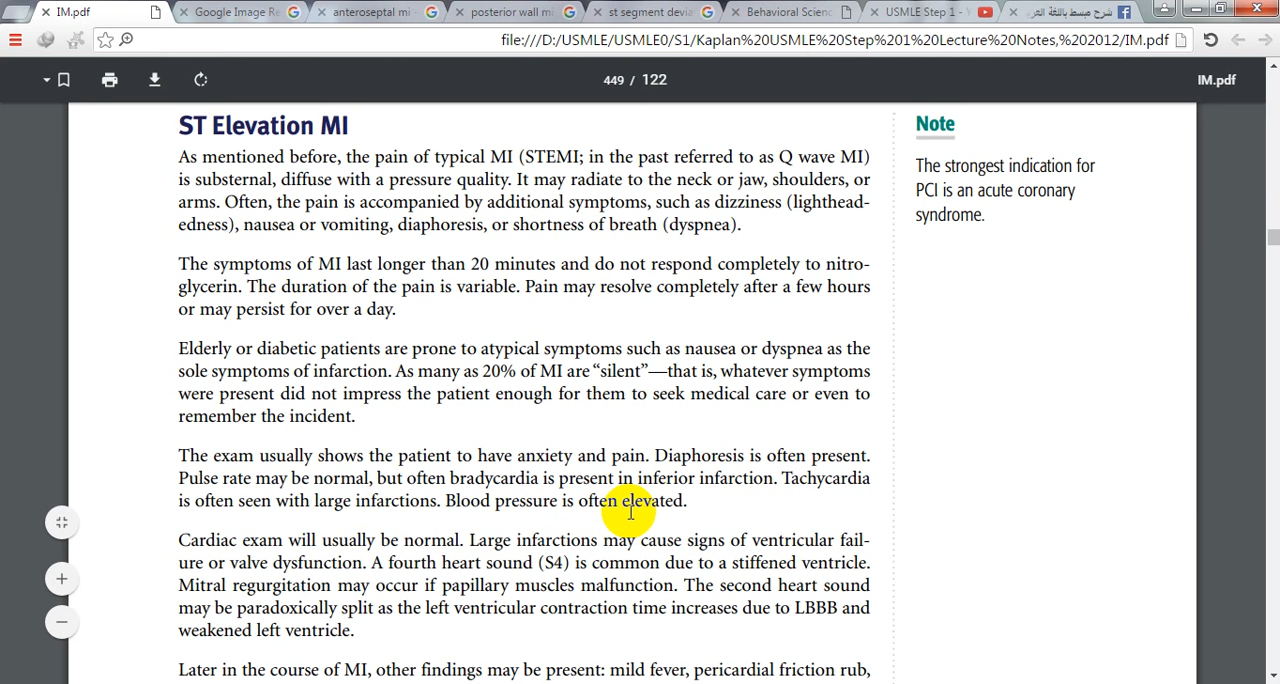 IM.pdf
Google Image Re
anteroseptal mi -
posterior wall mi
st segment devia
Behavioral Scienc
USMLE Step 1 - Y
شرح مبسط باللغة التر
file:///D:/USMLE/USMLE0/S1/Kaplan%20USMLE%20Step%201%20Lecture%20Notes,%202012/IM.pdf
449 / 122
IM.pdf
ST Elevation MI
As mentioned before, the pain of typical MI (STEMI; in the past referred to as Q wave MI)
is substernal, diffuse with a pressure quality. It may radiate to the neck or jaw, shoulders, or
arms. Often, the pain is accompanied by additional symptoms, such as dizziness (lighthead-
edness), nausea or vomiting, diaphoresis, or shortness of breath (dyspnea).
The symptoms of MI last longer than 20 minutes and do not respond completely to nitro-
glycerin. The duration of the pain is variable. Pain may resolve completely after a few hours
or may persist for over a day.
Elderly or diabetic patients are prone to atypical symptoms such as nausea or dyspnea as the
sole symptoms of infarction. As many as 20% of MI are “silent”—that is, whatever symptoms
were present did not impress the patient enough for them to seek medical care or even to
remember the incident.
The exam usually shows the patient to have anxiety and pain. Diaphoresis is often present.
Pulse rate may be normal, but often bradycardia is present in inferior infarction. Tachycardia
is often seen with large infarctions. Blood pressure is often elevated.
Cardiac exam will usually be normal. Large infarctions may cause signs of ventricular fail-
ure or valve dysfunction. A fourth heart sound (S4) is common due to a stiffened ventricle.
Mitral regurgitation may occur if papillary muscles malfunction. The second heart sound
may be paradoxically split as the left ventricular contraction time increases due to LBBB and
weakened left ventricle.
Later in the course of MI, other findings may be present: mild fever, pericardial friction rub,
Note
The strongest indication for
PCI is an acute coronary
syndrome.